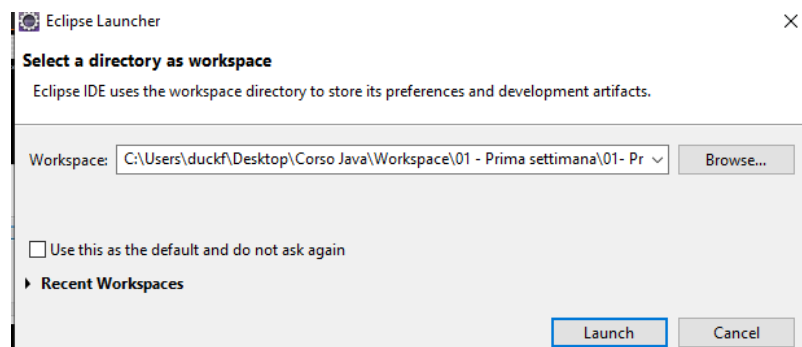 Eclipse Launcher
Select a directory as workspace
Eclipse IDE uses the workspace directory to store its preferences and development artifacts.
Workspace: C:\Users\duckf\Desktop\Corso Java\Workspace\01 - Prima settimana\01- Pr Browse...
Use this as the default and do not ask again
Recent Workspaces
Launch Cancel